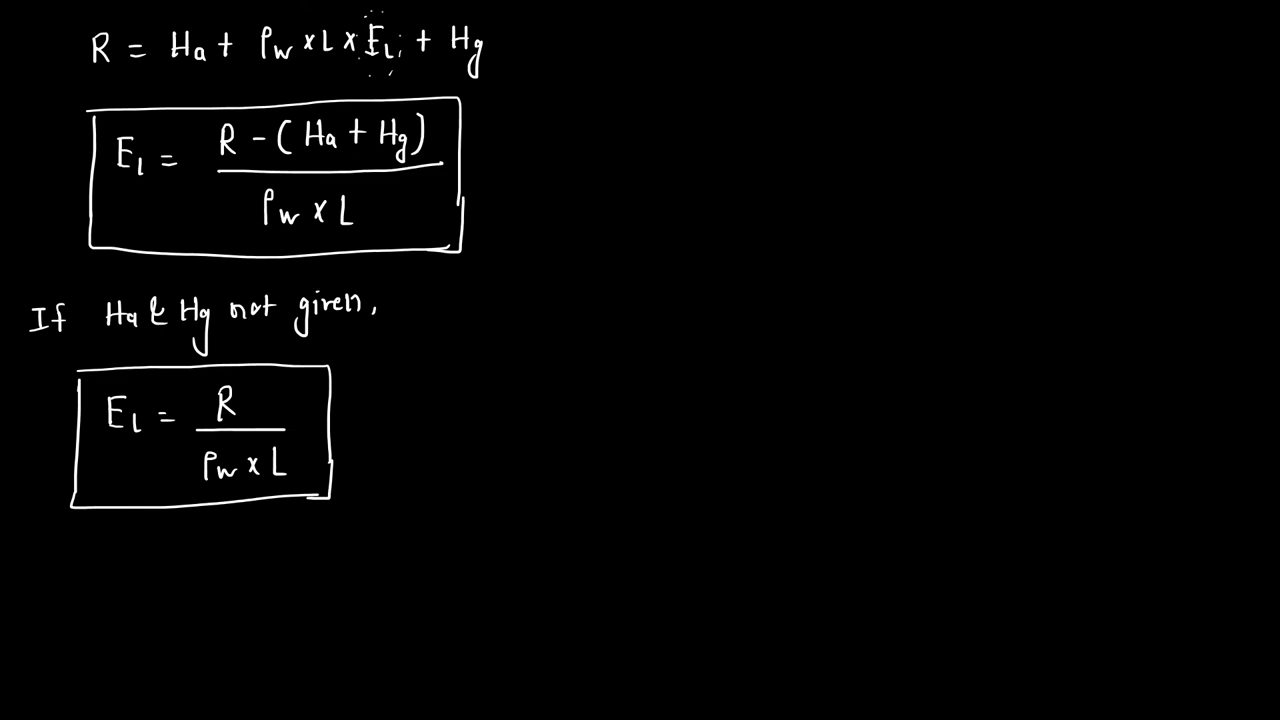 R = Ha + ρw × L × EL + Hg
EL = R - (Ha + Hg)
ρw × L
If Ha & Hg not given,
EL = R
ρw × L